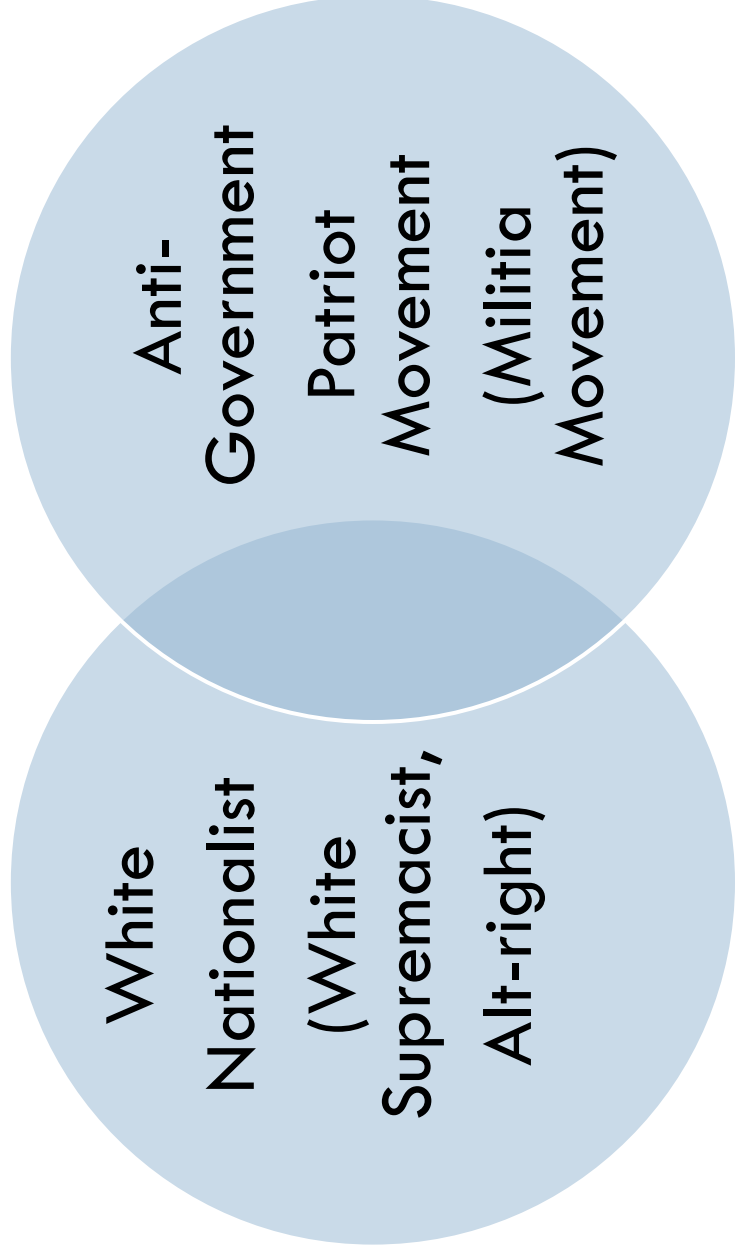 White
Nationalist
(White
Supremacist,
Alt-right)
Anti-
Government
Patriot
Movement
(Militia
Movement)